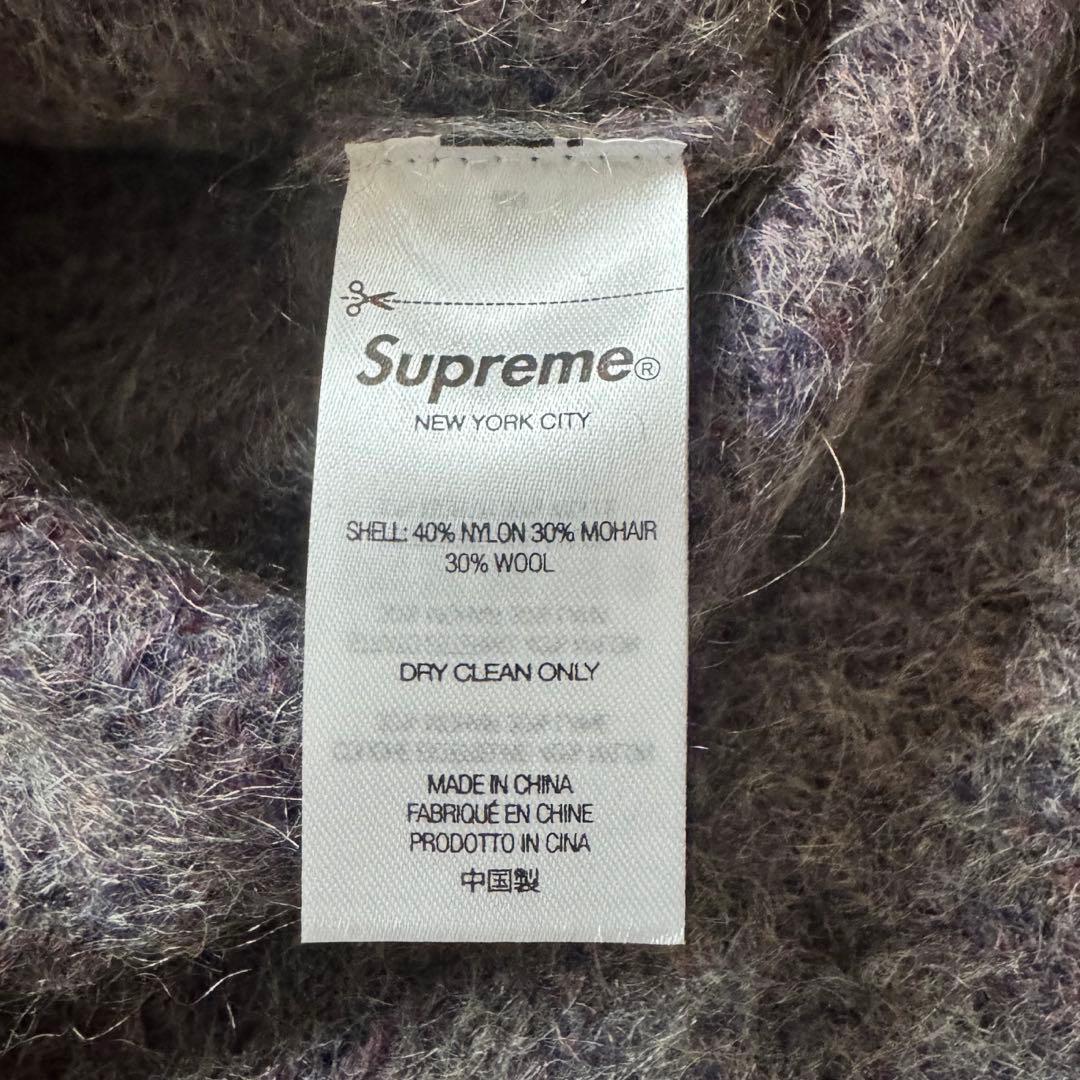 Supreme®
NEW YORK CITY
SHELL: 40% NYLON 30% MOHAIR
30% WOOL
DRY CLEAN ONLY
MADE IN CHINA
FABRIQUÉ EN CHINE
PRODOTTO IN CINA
中国製